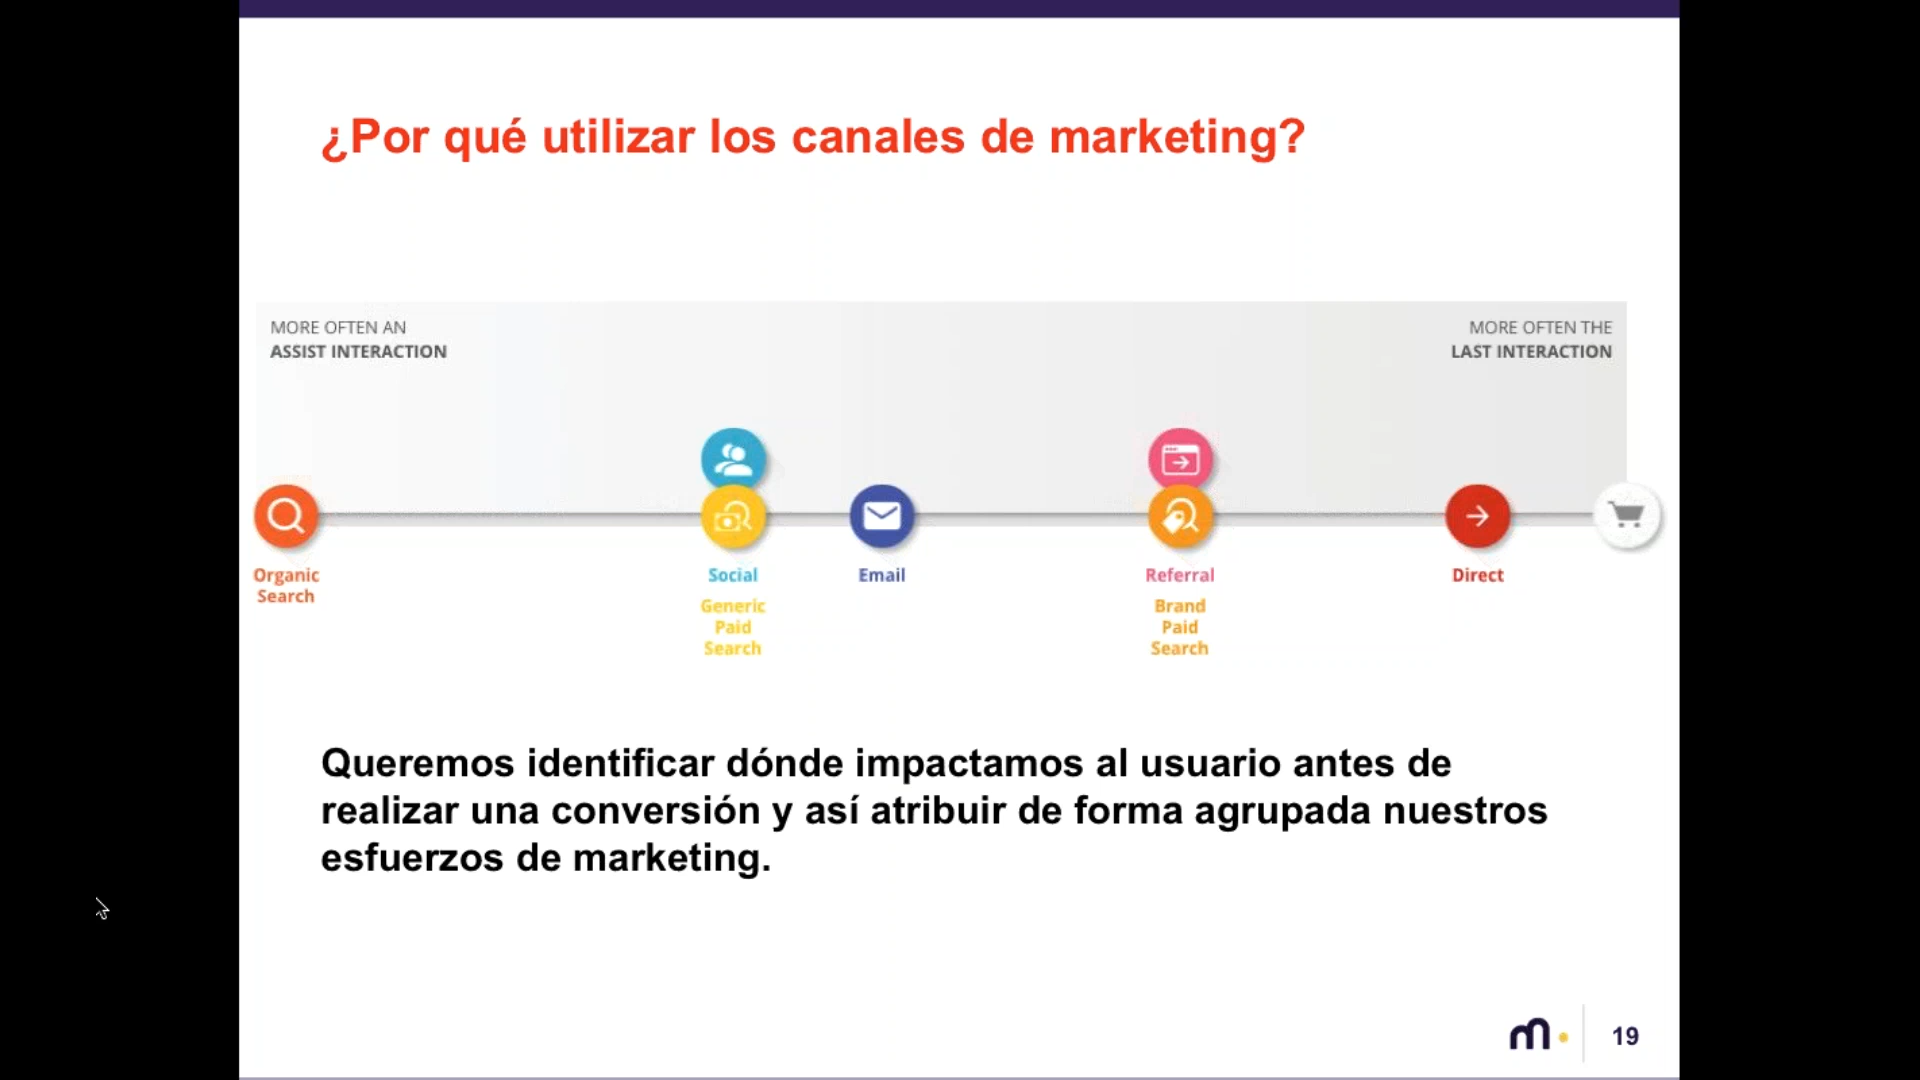 ¿Por qué utilizar los canales de marketing?
MORE OFTEN AN
ASSIST INTERACTION
MORE OFTEN THE
LAST INTERACTION
Organic
Search
Social
Generic
Paid
Search
Email
Referral
Brand
Paid
Search
Direct
Queremos identificar dónde impactamos al usuario antes de
realizar una conversión y así atribuir de forma agrupada nuestros
esfuerzos de marketing.
m.
19